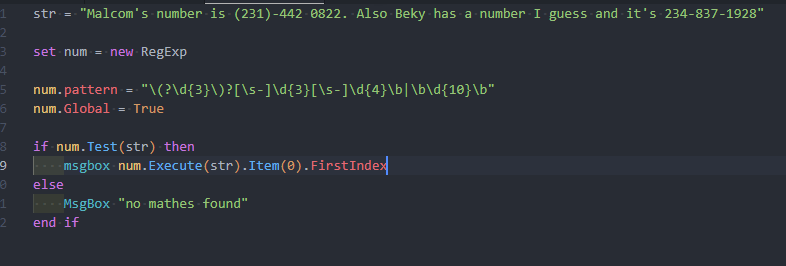 1 str = "Malcom's number is (231)-442 0822. Also Beky has a number I guess and it's 234-837-1928"
2
3 set num = new RegExp
4
5 num.pattern = "\(?\d{3}\)?[\s-]\d{3}[\s-]\d{4}\b|\b\d{10}\b"
6 num.Global = True
7
8 if num.Test(str) then
9 msgbox num.Execute(str).Item(0).FirstIndex
0 else
1 MsgBox "no mathes found"
2 end if